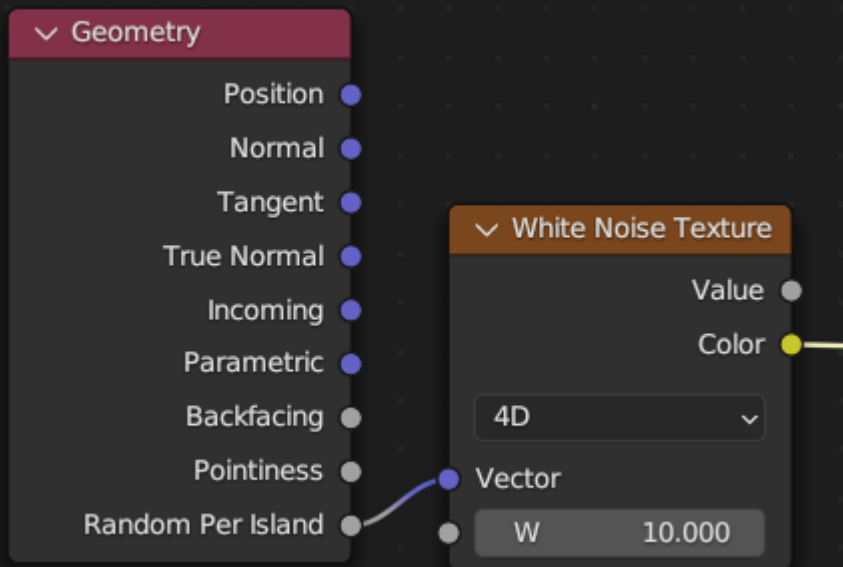 Geometry
Position
Normal
Tangent
True Normal
Incoming
Parametric
Backfacing
Pointiness
Random Per Island
White Noise Texture
Value
Color
4D
Vector
W 10.000